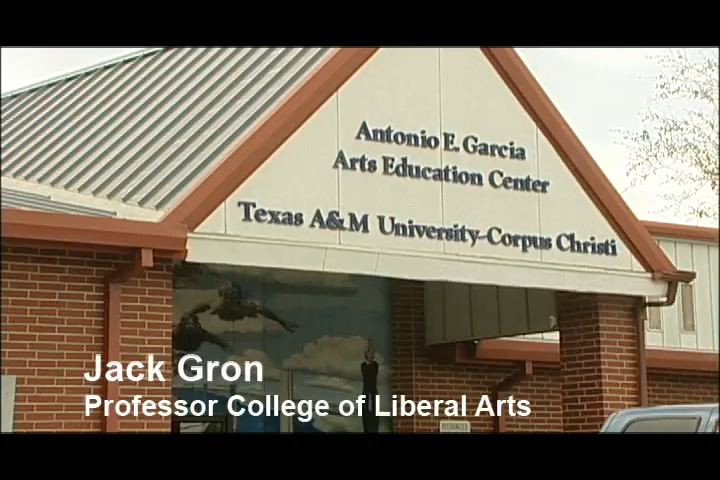 Antonio E. Garcia
Arts Education Center
Texas A&M University-Corpus Christi
Jack Gron
Professor College of Liberal Arts